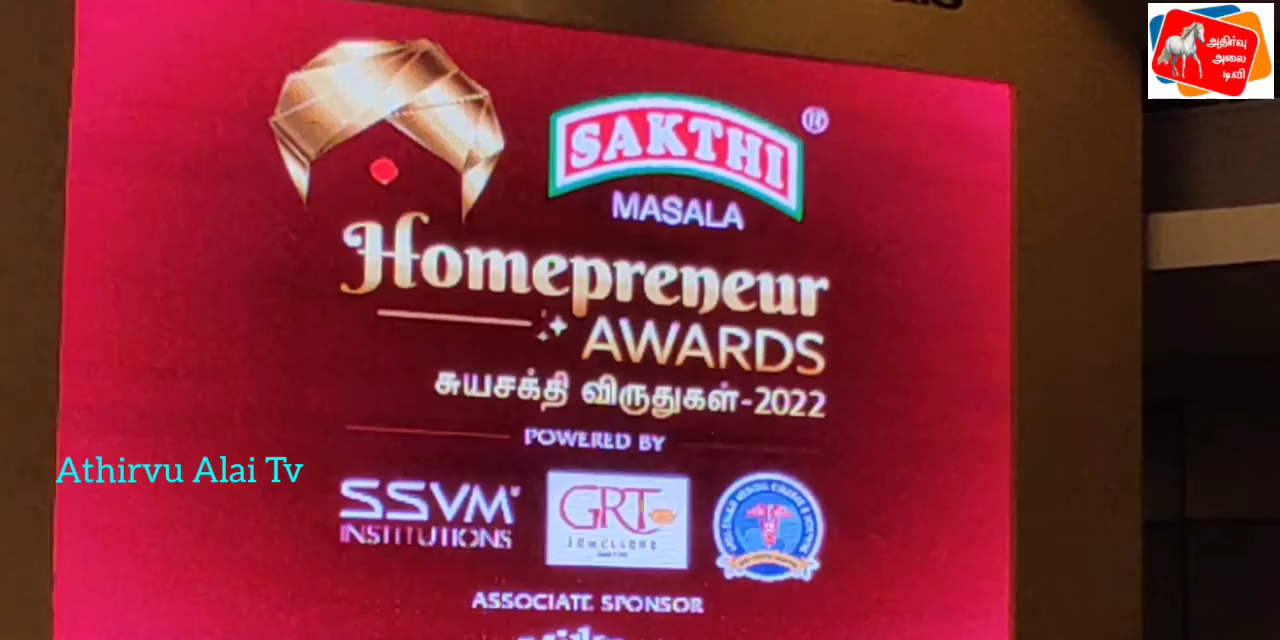 அதிர்வு
அலை
டிவி
SAKTHI ®
MASALA
Homepreneur
AWARDS
சுயசக்தி விருதுகள்-2022
POWERED BY
Athirvu Alai Tv
SSVM
INSTITUTIONS
GRT
JEWELLERS
ASSOCIATE SPONSOR